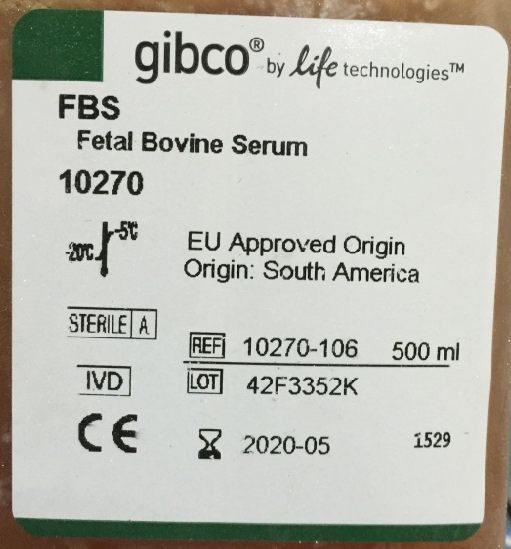 gibco® by life technologies™
FBS
Fetal Bovine Serum
10270
-5℃
-20℃
EU Approved Origin
Origin: South America
STERILE A
REF 10270-106 500 ml
IVD LOT 42F3352K
CE 2020-05 1529